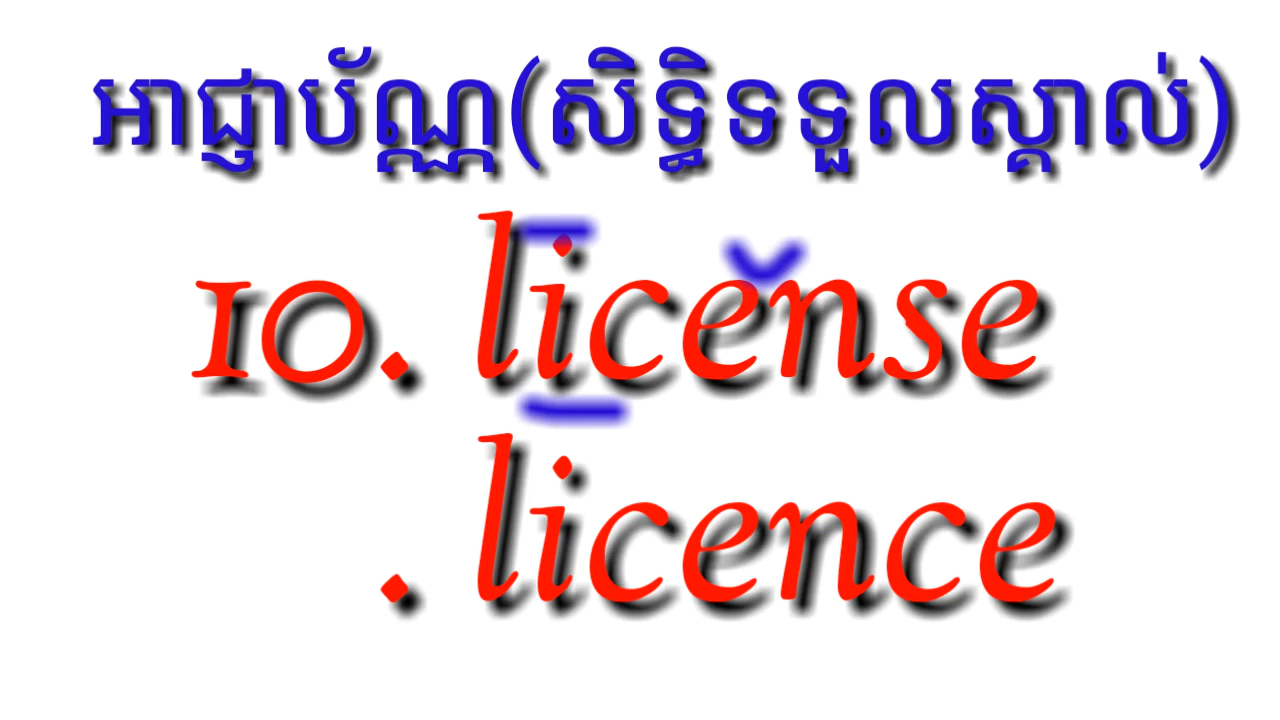 អាជ្ញាប័ណ្ណ(សិទ្ធិទទួលស្គាល់)
10. license
. licence